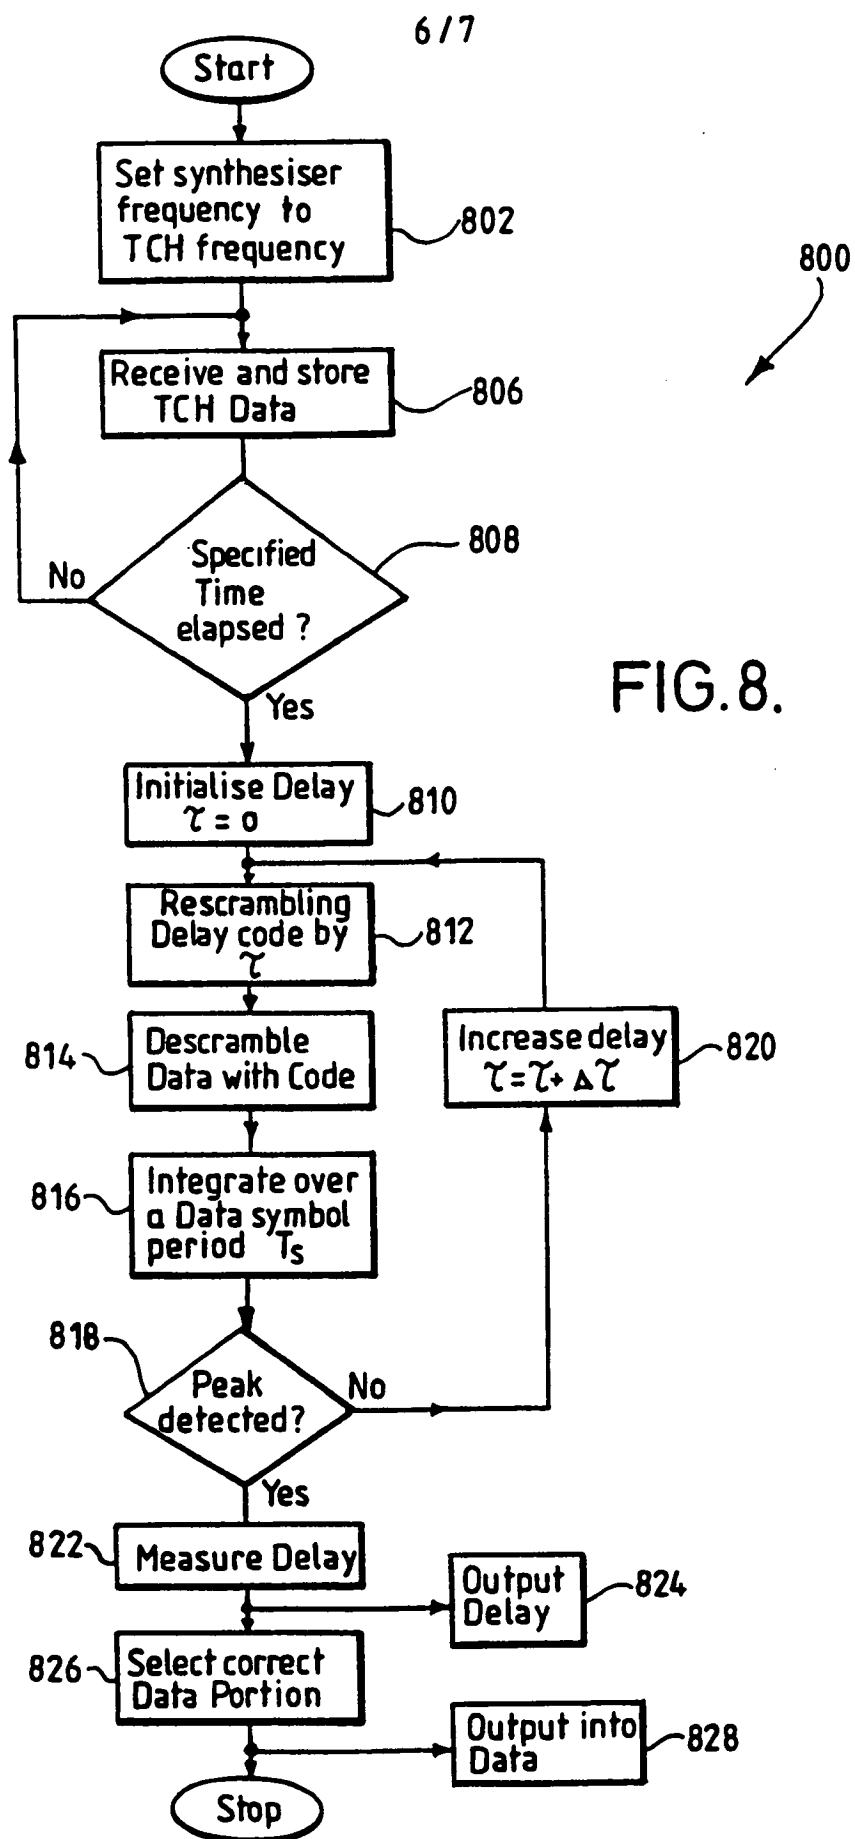 6/7
Start
Set synthesiser
frequency to
TCH frequency
802
800
Receive and store
TCH Data
806
Specified
Time
elapsed ?
808
No
Yes
FIG. 8.
Initialise Delay
τ = o
810
Rescrambling
Delay code by
τ
812
814
Descramble
Data with Code
Increase delay
τ = τ + Δτ
820
816
Integrate over
a Data symbol
period Ts
818
Peak
detected?
No
Yes
822
Measure Delay
Output
Delay
824
826
Select correct
Data Portion
Output into
Data
828
Stop